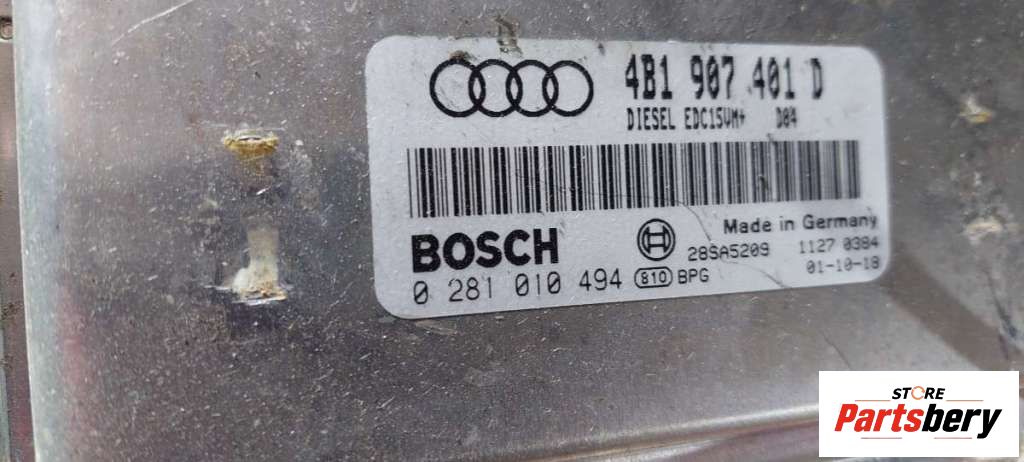 4B1 907 401 D
DIESEL EDC15VM+ D04
BOSCH
Made in Germany
28SA5209 1127 0384
0 281 010 494 810 BPG 01-10-18
STORE
Partsbery